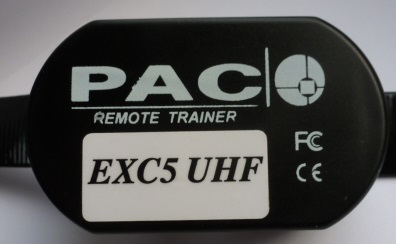 PAC
REMOTE TRAINER
EXC5 UHF
FC
CE